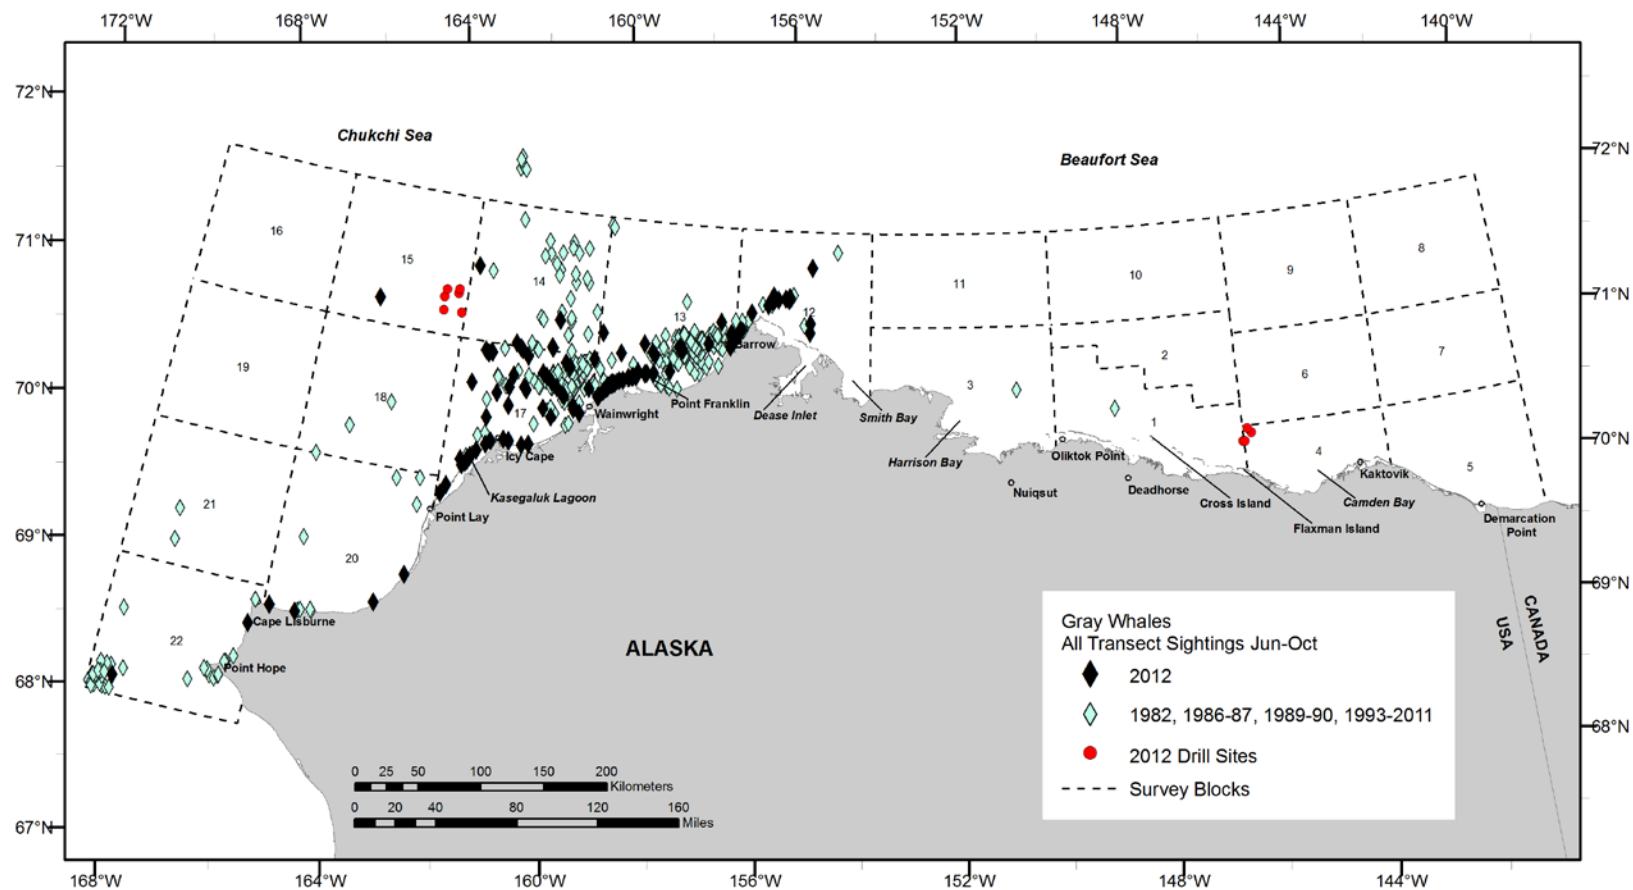 172°W 168°W 164°W 160°W 156°W 152°W 148°W 144°W 140°W
72°N
Chukchi Sea
Beaufort Sea
72°N
16
15
14
71°N
8
9
10
11
71°N
13
12
Barrow
19
18
17
2
7
6
3
70°N
Wainwright
Point Franklin
Dease Inlet
Smith Bay
1
70°N
Harrison Bay
Oliktok Point
4
5
Icy Cape
Kasegaluk Lagoon
Nuiqsut
Deadhorse
Cross Island
Kaktovik
Camden Bay
Flaxman Island
Demarcation
Point
21
Point Lay
69°N
20
69°N
Cape Lisburne
22
Point Hope
ALASKA
68°N
USA
CANADA
Gray Whales
All Transect Sightings Jun-Oct
2012
1982, 1986-87, 1989-90, 1993-2011
2012 Drill Sites
Survey Blocks
68°N
0 25 50 100 150 200
Kilometers
0 20 40 80 120 160
Miles
67°N
168°W 164°W 160°W 156°W 152°W 148°W 144°W